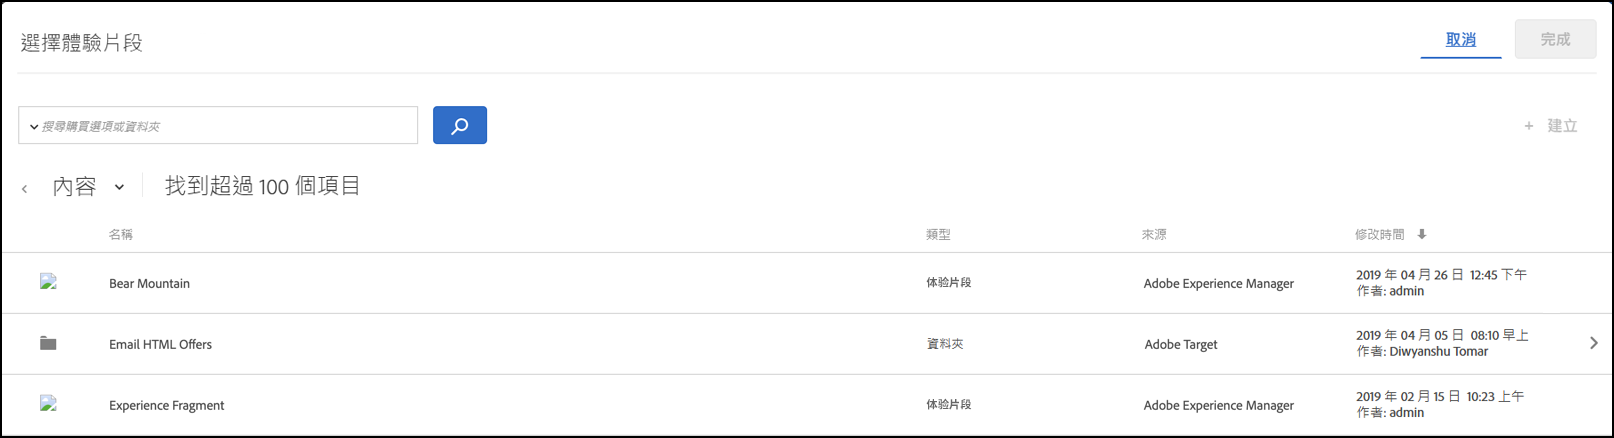 選擇體驗片段
取消
完成
搜尋購買選項或資料夾
+ 建立
內容
找到超過 100 個項目
名稱 類型 來源 修改時間
Bear Mountain 体验片段 Adobe Experience Manager 2019 年 04 月 26 日 12:45 下午
作者: admin
Email HTML Offers 資料夾 Adobe Target 2019 年 04 月 05 日 08:10 早上
作者: Diwyanshu Tomar
Experience Fragment 体验片段 Adobe Experience Manager 2019 年 02 月 15 日 10:23 上午
作者: admin